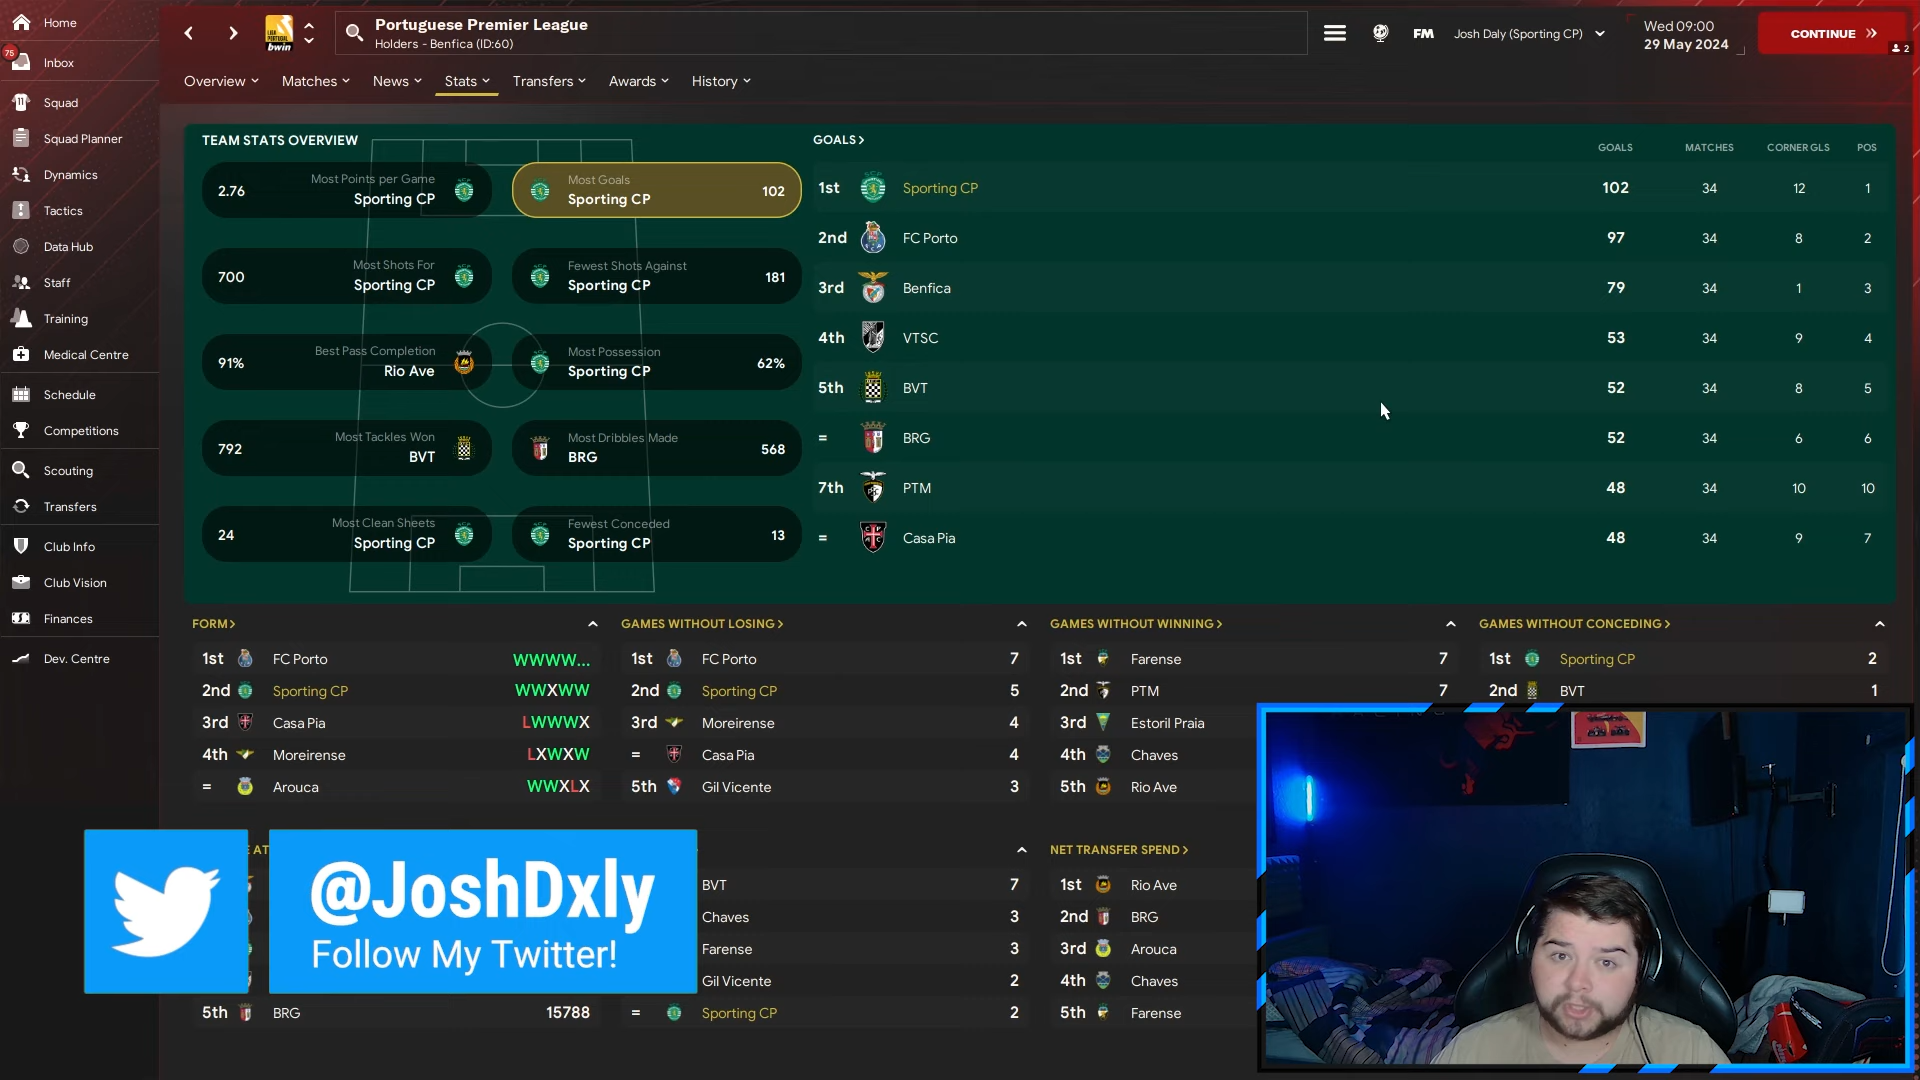 Home
75
Inbox
Squad
Squad Planner
Dynamics
Tactics
Data Hub
Staff
Training
Medical Centre
Schedule
Competitions
Scouting
Transfers
Club Info
Club Vision
Finances
Dev. Centre
bwin
Portuguese Premier League
Holders - Benfica (ID:60)
FM
Josh Daly (Sporting CP)
Wed 09:00
29 May 2024
CONTINUE
2
Overview Matches News Stats Transfers Awards History
TEAM STATS OVERVIEW
2.76 Most Points per Game Sporting CP
Most Goals Sporting CP 102
700 Most Shots For Sporting CP
Fewest Shots Against Sporting CP 181
91% Best Pass Completion Rio Ave
Most Possession Sporting CP 62%
792 Most Tackles Won BVT
Most Dribbles Made BRG 568
24 Most Clean Sheets Sporting CP
Fewest Conceded Sporting CP 13
GOALS >
GOALS MATCHES CORNER GLS POS
1st Sporting CP 102 34 12 1
2nd FC Porto 97 34 8 2
3rd Benfica 79 34 1 3
4th VTSC 53 34 9 4
5th BVT 52 34 8 5
= BRG 52 34 6 6
7th PTM 48 34 10 10
= Casa Pia 48 34 9 7
FORM >
1st FC Porto WWWW...
2nd Sporting CP WWXWW
3rd Casa Pia LWWWX
4th Moreirense LXWXW
= Arouca WWXLX
GAMES WITHOUT LOSING >
1st FC Porto 7
2nd Sporting CP 5
3rd Moreirense 4
= Casa Pia 4
5th Gil Vicente 3
GAMES WITHOUT WINNING >
1st Farense 7
2nd PTM 7
3rd Estoril Praia
4th Chaves
5th Rio Ave
GAMES WITHOUT CONCEDING >
1st Sporting CP 2
2nd BVT 1
5th BRG 15788
BVT 7
Chaves 3
Farense 3
Gil Vicente 2
= Sporting CP 2
NET TRANSFER SPEND >
1st Rio Ave
2nd BRG
3rd Arouca
4th Chaves
5th Farense
@JoshDxly
Follow My Twitter!